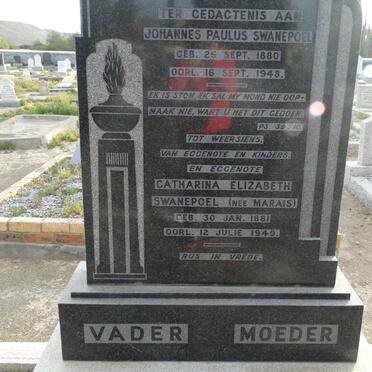 TER GEDACTENIS AAN
JOHANNES PAULUS SWANEPOEL
GEB. 25 SEPT. 1880
OORL. 16 SEPT. 1948.
EK IS STOM, EK SAL MY MOND NIE OOP-
MAAK NIE, WANT U HET DIT GEDOEN.
PS 39: 10
TOT WEERSIENS.
VAN EGGENOTE EN KINDERS.
EN EGGENOTE
CATHARINA ELIZABETH
SWANEPOEL (NEE MARAIS)
GEB. 30 JAN. 1881
OORL. 12 JULIE 1949.
RUS IN VREDE.
VADER MOEDER